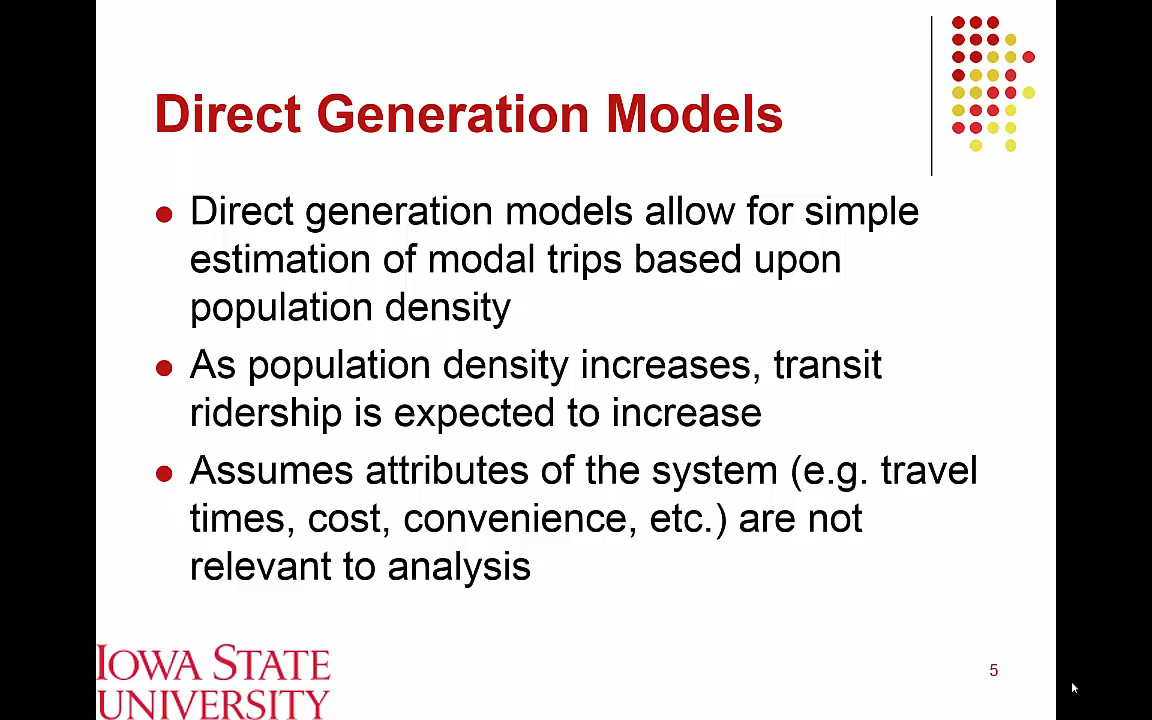 Direct Generation Models
Direct generation models allow for simple
estimation of modal trips based upon
population density
As population density increases, transit
ridership is expected to increase
Assumes attributes of the system (e.g. travel
times, cost, convenience, etc.) are not
relevant to analysis
IOWA STATE
UNIVERSITY
5